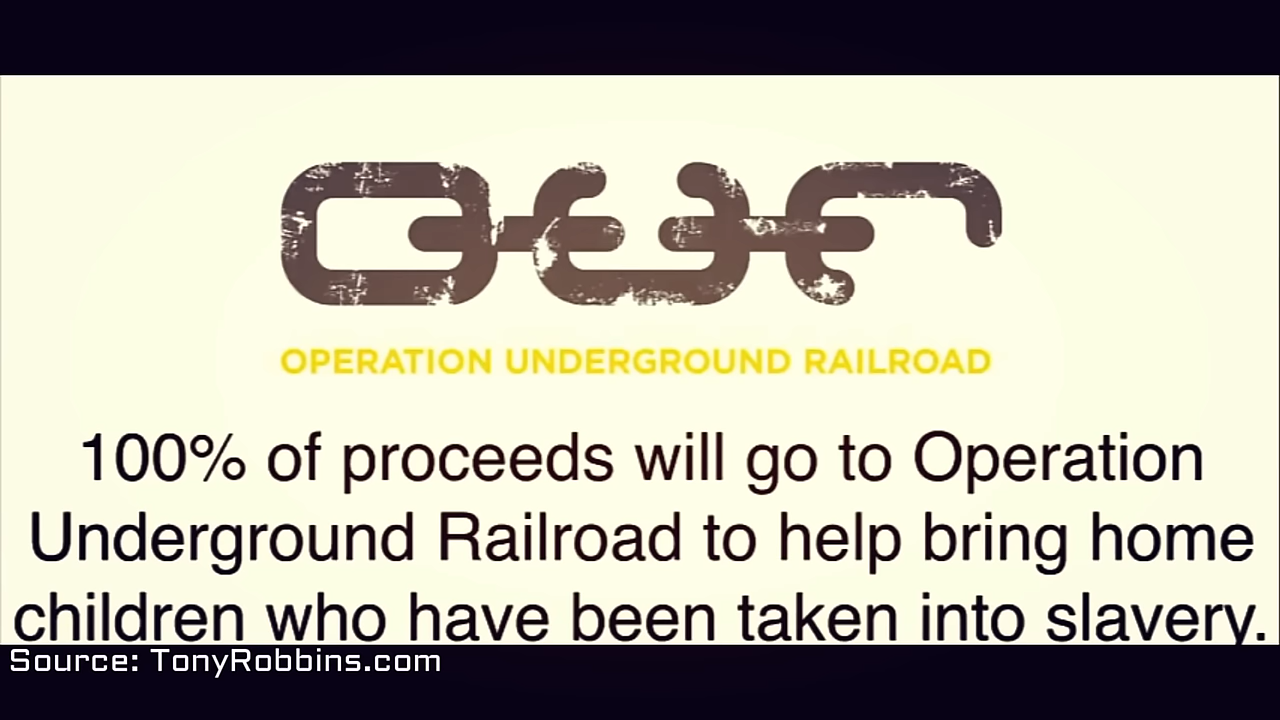 OUR
OPERATION UNDERGROUND RAILROAD
100% of proceeds will go to Operation
Underground Railroad to help bring home
children who have been taken into slavery.
Source: TonyRobbins.com